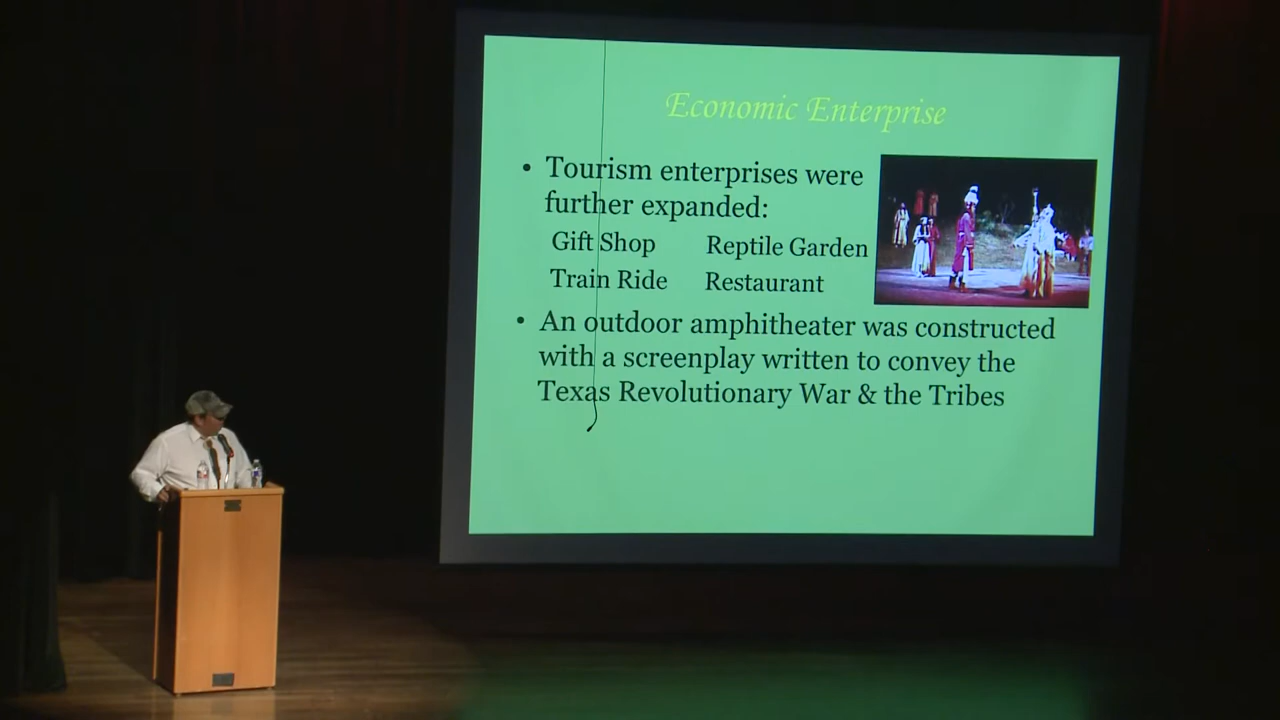 Economic Enterprise
• Tourism enterprises were
further expanded:
Gift Shop Reptile Garden
Train Ride Restaurant
• An outdoor amphitheater was constructed
with a screenplay written to convey the
Texas Revolutionary War & the Tribes